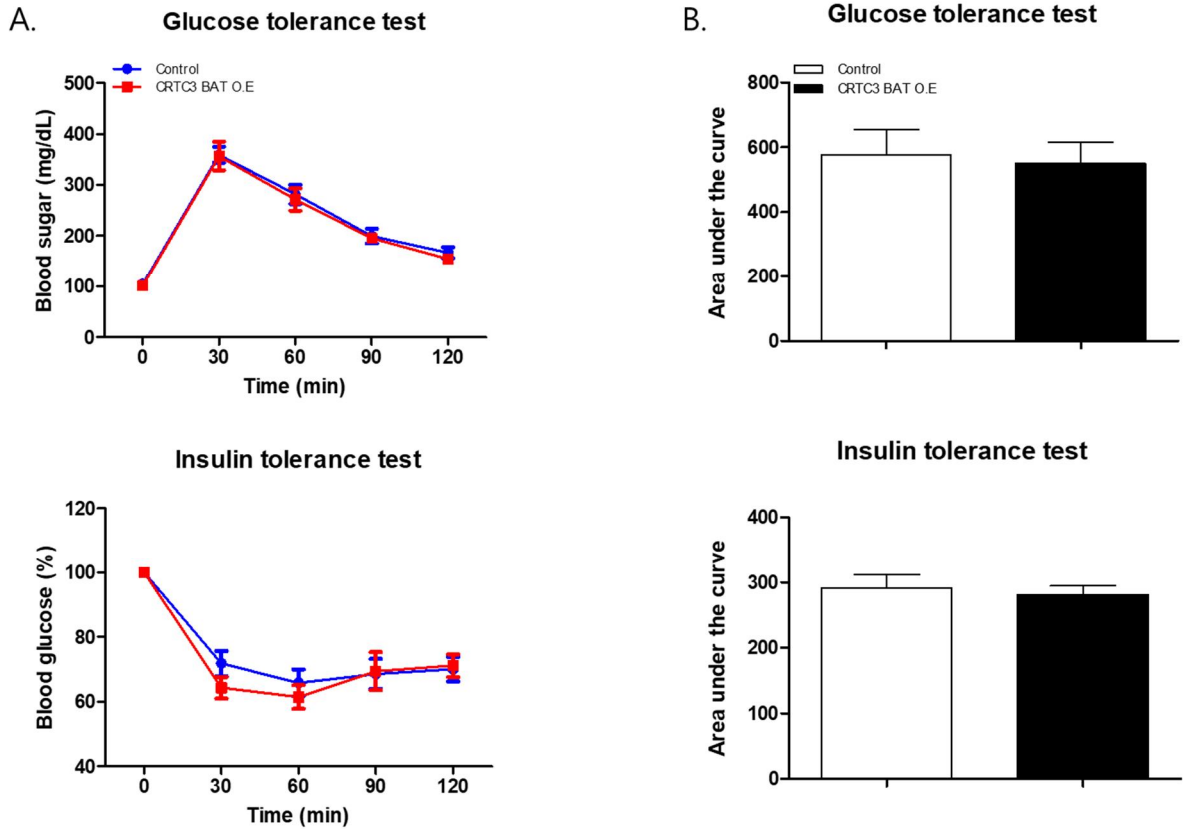 A.
Glucose tolerance test
Control
CRTC3 BAT O.E
Blood sugar (mg/dL)
500
400
300
200
100
0
0 30 60 90 120
Time (min)
B.
Glucose tolerance test
Control
CRTC3 BAT O.E
Area under the curve
800
600
400
200
0
Insulin tolerance test
Blood glucose (%)
120
100
80
60
40
0 30 60 90 120
Time (min)
Insulin tolerance test
Area under the curve
400
300
200
100
0